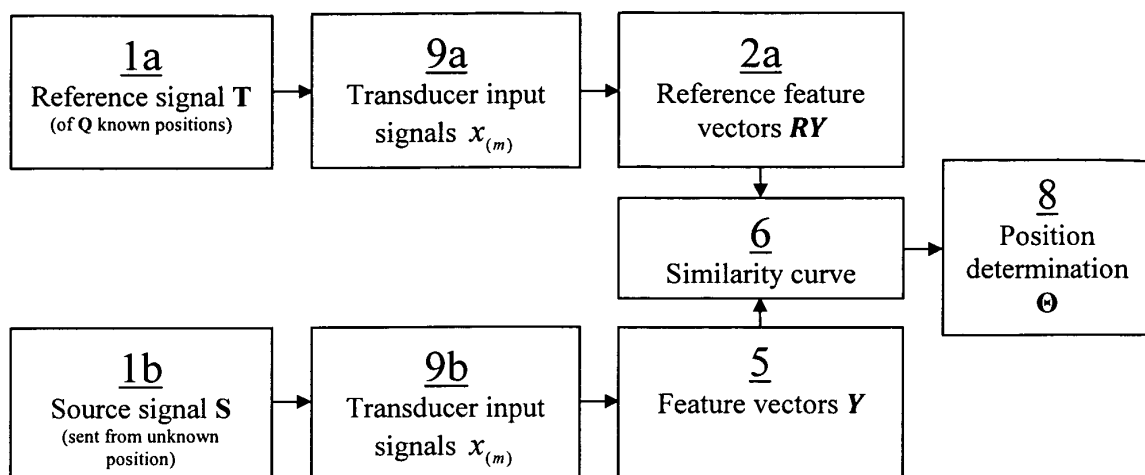 1a
Reference signal T
(of Q known positions)
9a
Transducer input
signals x(m)
2a
Reference feature
vectors RY
6
Similarity curve
8
Position
determination
Θ
1b
Source signal S
(sent from unknown
position)
9b
Transducer input
signals x(m)
5
Feature vectors Y